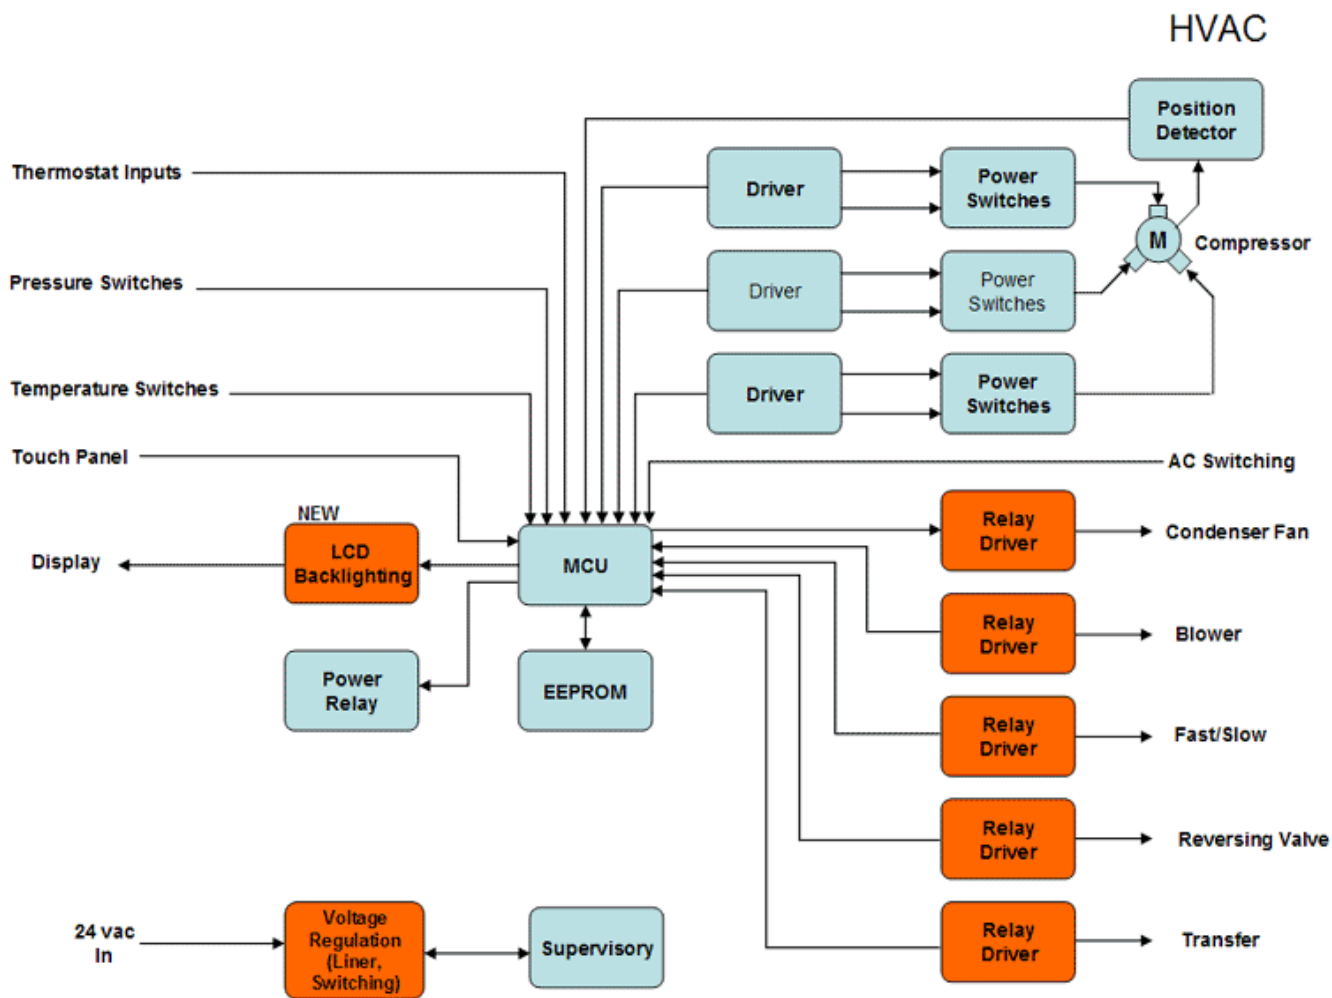 HVAC
Position
Detector
Thermostat Inputs
Driver
Power
Switches
M
Compressor
Pressure Switches
Driver
Power
Switches
Temperature Switches
Driver
Power
Switches
Touch Panel
AC Switching
NEW
LCD
Backlighting
Display
MCU
Relay
Driver
Condenser Fan
Relay
Driver
Blower
Power
Relay
EEPROM
Relay
Driver
Fast/Slow
Relay
Driver
Reversing Valve
24 vac
In
Voltage
Regulation
(Liner,
Switching)
Supervisory
Relay
Driver
Transfer